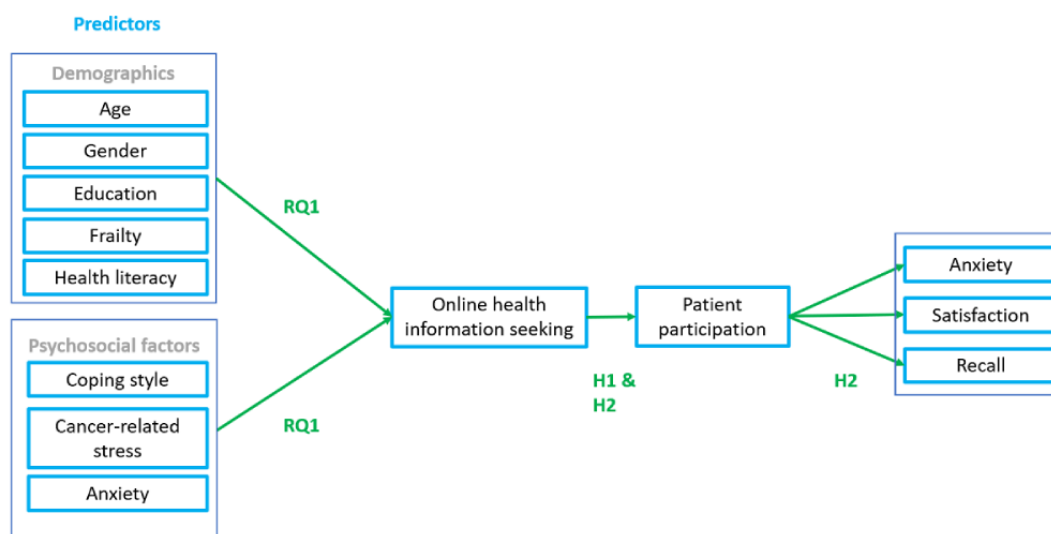 Predictors
Demographics
Age
Gender
Education
Frailty
Health literacy
RQ1
Psychosocial factors
Coping style
Cancer-related
stress
Anxiety
RQ1
Online health
information seeking
H1 &
H2
Patient
participation
H2
Anxiety
Satisfaction
Recall